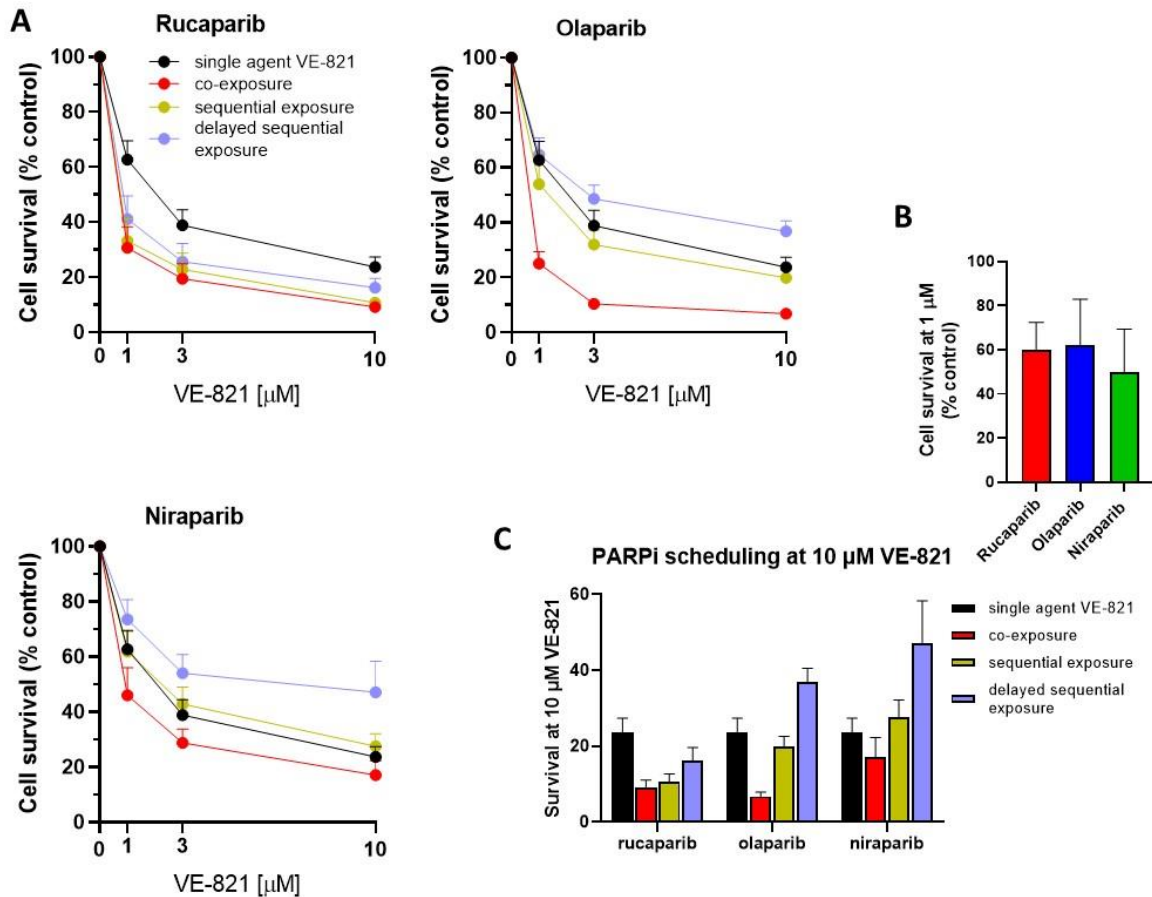 A
Rucaparib
Cell survival (% control)
100
80
60
40
20
0
single agent VE-821
co-exposure
sequential exposure
delayed sequential
exposure
0 1 3 10
VE-821 [μM]
Olaparib
Cell survival (% control)
100
80
60
40
20
0
0 1 3 10
VE-821 [μM]
B
Cell survival at 1 μM
(% control)
100
80
60
40
20
0
Rucaparib
Olaparib
Niraparib
Niraparib
Cell survival (% control)
100
80
60
40
20
0
0 1 3 10
VE-821 [μM]
C
PARPi scheduling at 10 μM VE-821
Survival at 10 μM VE-821
60
40
20
0
rucaparib olaparib niraparib
single agent VE-821
co-exposure
sequential exposure
delayed sequential
exposure